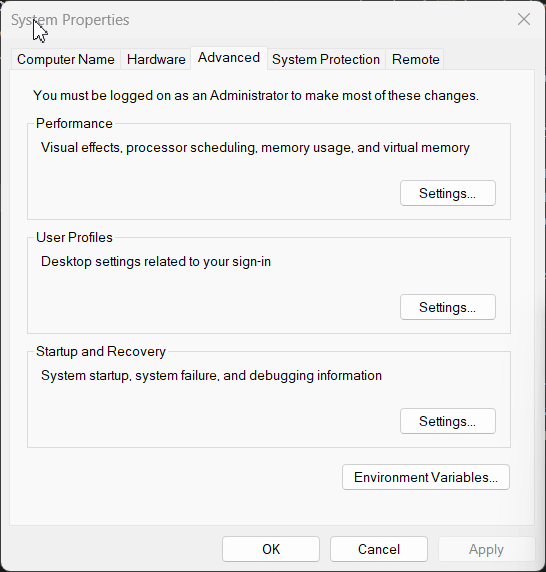 System Properties
Computer Name Hardware Advanced System Protection Remote
You must be logged on as an Administrator to make most of these changes.
Performance
Visual effects, processor scheduling, memory usage, and virtual memory
Settings...
User Profiles
Desktop settings related to your sign-in
Settings...
Startup and Recovery
System startup, system failure, and debugging information
Settings...
Environment Variables...
OK Cancel Apply